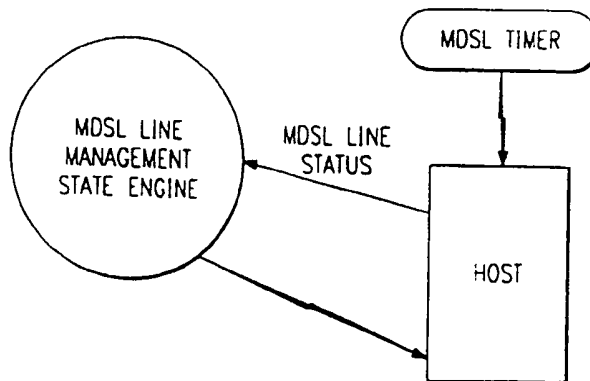 MDSL TIMER
MDSL LINE
MANAGEMENT
STATE ENGINE
MDSL LINE
STATUS
HOST